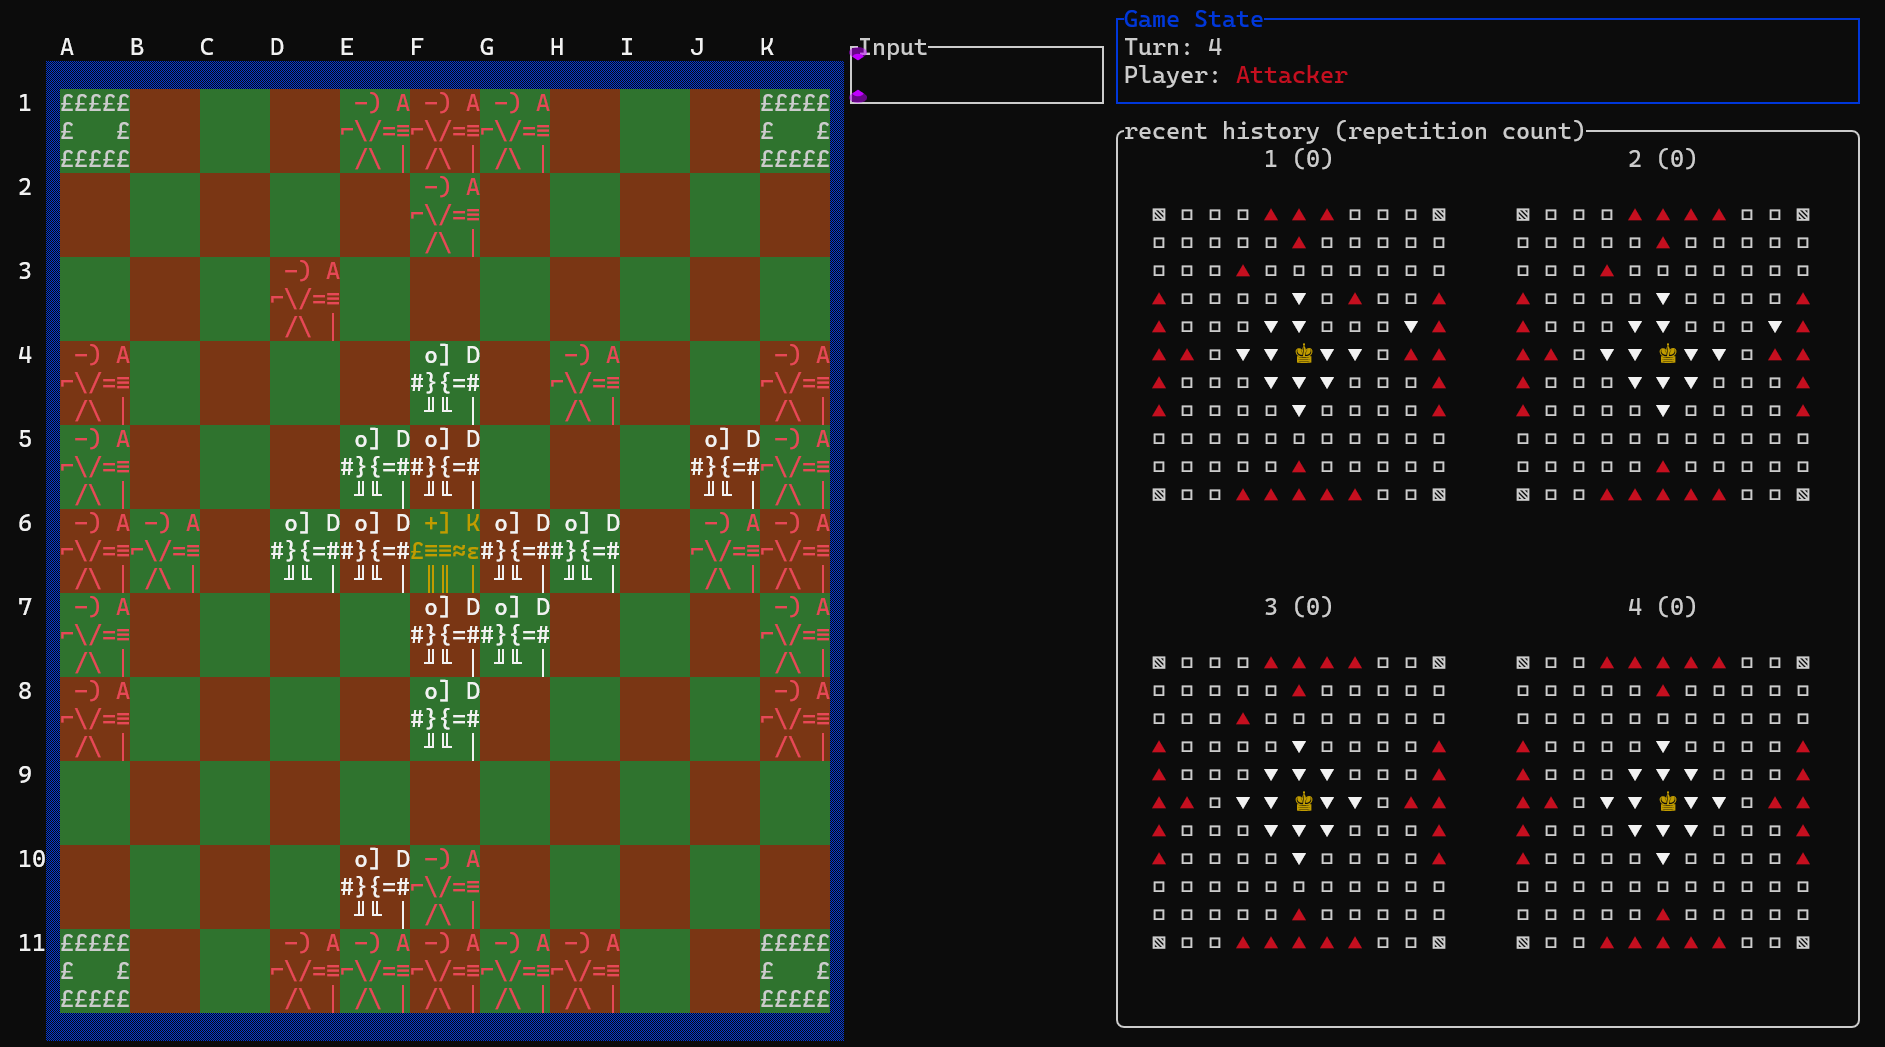 A B C D E F G H I J K
Input
Game State
Turn: 4
Player: Attacker
recent history (repetition count)
1 (0) 2 (0)
3 (0) 4 (0)
1 £££££ −) A −) A −) A £££££
£ £ ⌐\/=≡ ⌐\/=≡ ⌐\/=≡ £ £
£££££ /\ | /\ | /\ | £££££
2 −) A
⌐\/=≡
/\ |
3 −) A
⌐\/=≡
/\ |
4 −) A o] D −) A −) A
⌐\/=≡ #}{=# ⌐\/=≡ ⌐\/=≡
/\ | ╜╙ | /\ | /\ |
5 −) A o] D o] D o] D −) A
⌐\/=≡ #}{=# #}{=# #}{=# ⌐\/=≡
/\ | ╜╙ | ╜╙ | ╜╙ | /\ |
6 −) A −) A o] D o] D +] K o] D o] D −) A −) A
⌐\/=≡ ⌐\/=≡ #}{=# #}{=# £≡≡≈ε #}{=# #}{=# ⌐\/=≡ ⌐\/=≡
/\ | /\ | ╜╙ | ╜╙ | ║║ | ╜╙ | ╜╙ | /\ | /\ |
7 −) A o] D o] D −) A
⌐\/=≡ #}{=# #}{=# ⌐\/=≡
/\ | ╜╙ | ╜╙ | /\ |
8 −) A o] D −) A
⌐\/=≡ #}{=# ⌐\/=≡
/\ | ╜╙ | /\ |
9
10 o] D −) A
#}{=# ⌐\/=≡
╜╙ | /\ |
11 £££££ −) A −) A −) A −) A −) A £££££
£ £ ⌐\/=≡ ⌐\/=≡ ⌐\/=≡ ⌐\/=≡ ⌐\/=≡ £ £
£££££ /\ | /\ | /\ | /\ | /\ | £££££